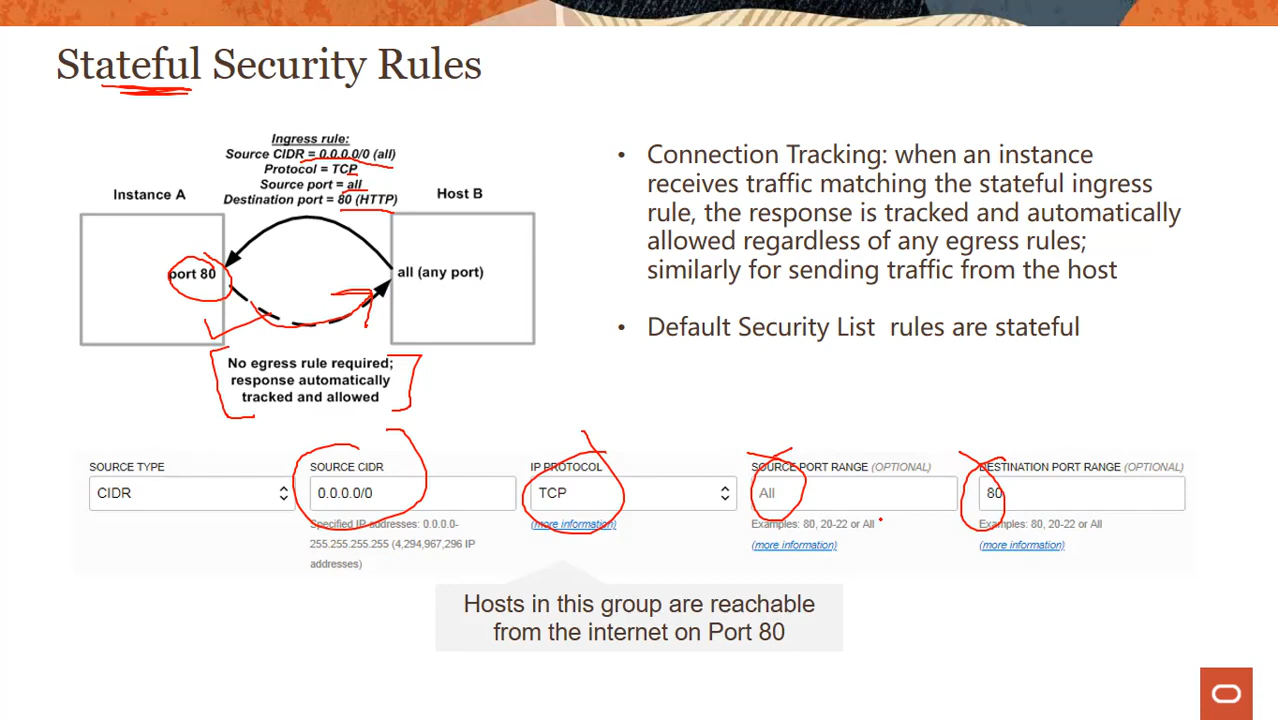 Stateful Security Rules
Ingress rule:
Source CIDR = 0.0.0.0/0 (all)
Protocol = TCP
Source port = all
Destination port = 80 (HTTP)
Instance A
Host B
port 80
all (any port)
No egress rule required;
response automatically
tracked and allowed
• Connection Tracking: when an instance
receives traffic matching the stateful ingress
rule, the response is tracked and automatically
allowed regardless of any egress rules;
similarly for sending traffic from the host
• Default Security List rules are stateful
SOURCE TYPE
CIDR
SOURCE CIDR
0.0.0.0/0
Specified IP addresses: 0.0.0.0-
255.255.255.255 (4,294,967,296 IP
addresses)
IP PROTOCOL
TCP
(more information)
SOURCE PORT RANGE (OPTIONAL)
All
Examples: 80, 20-22 or All
(more information)
DESTINATION PORT RANGE (OPTIONAL)
80
Examples: 80, 20-22 or All
(more information)
Hosts in this group are reachable
from the internet on Port 80